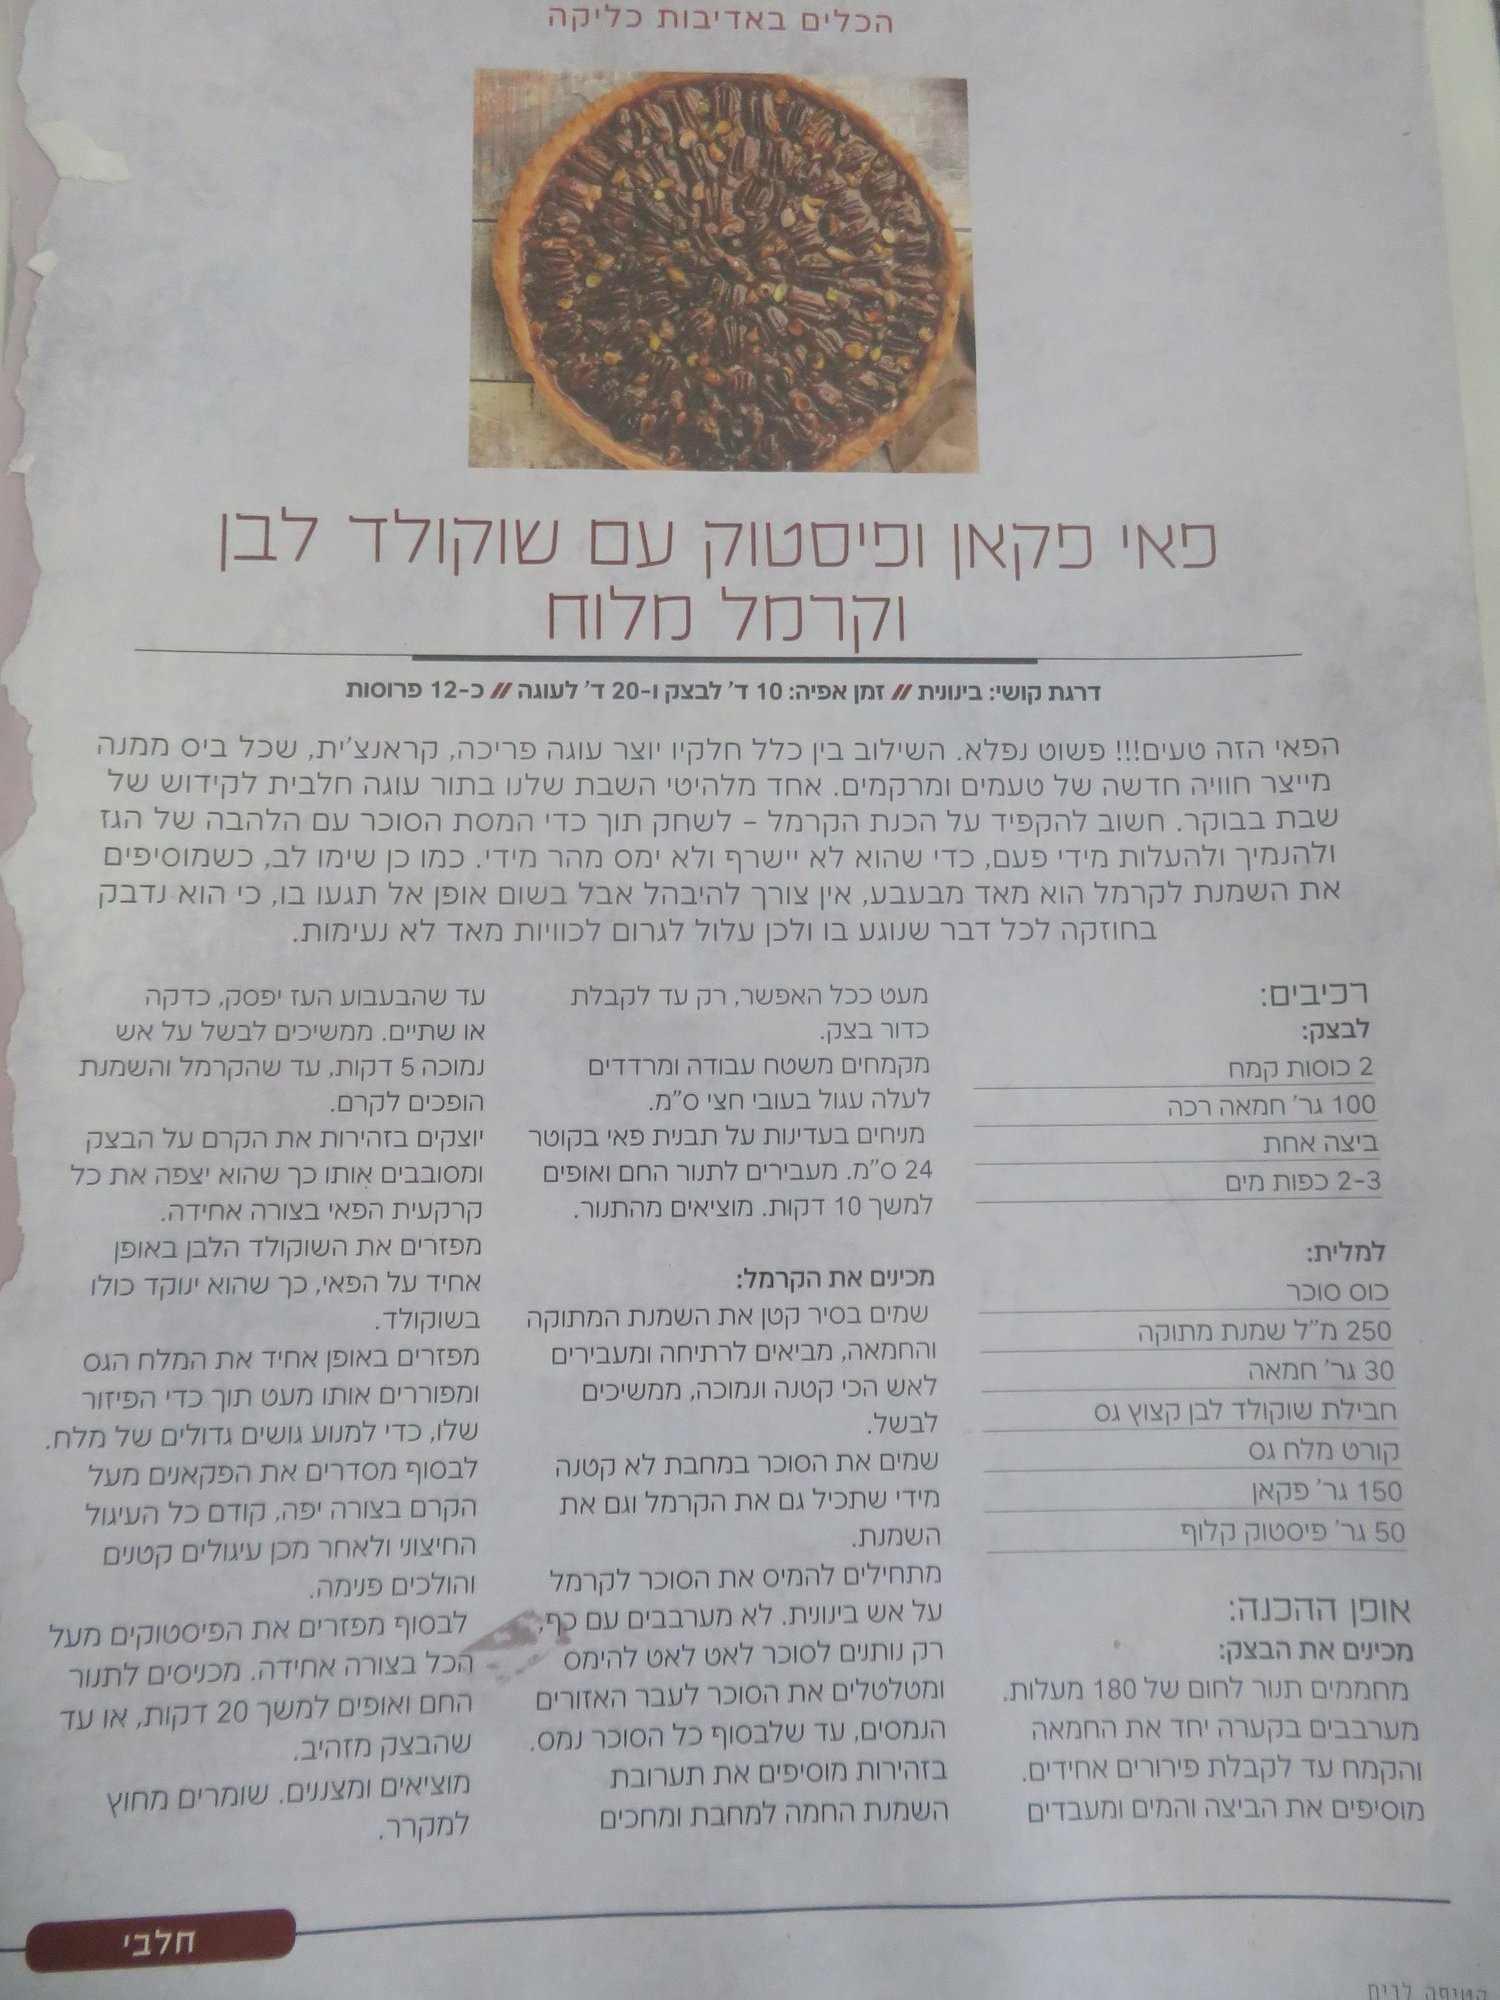 הכלים באדיבות כליקה
פאי פקאן ופיסטוק עם שוקולד לבן
וקרמל מלוח
דרגת קושי: בינונית // זמן אפיה: 10 ד' לבצק ו-20 ד' לעוגה // כ-12 פרוסות
הפאי הזה טעים!!! פשוט נפלא. השילוב בין כלל חלקיו יוצר עוגה פריכה, קראנצ'ית, שכל ביס ממנה
מייצר חוויה חדשה של טעמים ומרקמים. אחד מלהיטי השבת שלנו בתור עוגה חלבית לקידוש של
שבת בבוקר. חשוב להקפיד על הכנת הקרמל – לשחק תוך כדי המסת הסוכר עם הלהבה של הגז
ולהנמיך ולהעלות מידי פעם, כדי שהוא לא יישרף ולא ימס מהר מידי. כמו כן שימו לב, כשמוסיפים
את השמנת לקרמל הוא מאד מבעבע, אין צורך להיבהל אבל בשום אופן אל תגעו בו, כי הוא נדבק
בחוזקה לכל דבר שנוגע בו ולכן עלול לגרום לכוויות מאד לא נעימות.
רכיבים:
לבצק:
2 כוסות קמח
100 גר' חמאה רכה
ביצה אחת
2-3 כפות מים
למלית:
כוס סוכר
250 מ"ל שמנת מתוקה
30 גר' חמאה
חבילת שוקולד לבן קצוץ גס
קורט מלח גס
150 גר' פקאן
50 גר' פיסטוק קלוף
אופן ההכנה:
מכינים את הבצק:
מחממים תנור לחום של 180 מעלות.
מערבבים בקערה יחד את החמאה
והקמח עד לקבלת פירורים אחידים.
מוסיפים את הביצה והמים ומעבדים
מעט ככל האפשר, רק עד לקבלת
כדור בצק.
מקמחים משטח עבודה ומרדדים
לעלה עגול בעובי חצי ס"מ.
מניחים בעדינות על תבנית פאי בקוטר
24 ס"מ. מעבירים לתנור החם ואופים
למשך 10 דקות. מוציאים מהתנור.
מכינים את הקרמל:
שמים בסיר קטן את השמנת המתוקה
והחמאה, מביאים לרתיחה ומעבירים
לאש הכי קטנה ונמוכה, ממשיכים
לבשל.
שמים את הסוכר במחבת לא קטנה
מידי שתכיל גם את הקרמל וגם את
השמנת.
מתחילים להמיס את הסוכר לקרמל
על אש בינונית. לא מערבבים עם כף,
רק נותנים לסוכר לאט לאט להימס
ומטלטלים את הסוכר לעבר האזורים
הנמסים, עד שלבסוף כל הסוכר נמס.
בזהירות מוסיפים את תערובת
השמנת החמה למחבת ומחכים
עד שהבעבוע העז יפסק, כדקה
או שתיים. ממשיכים לבשל על אש
נמוכה 5 דקות, עד שהקרמל והשמנת
הופכים לקרם.
יוצקים בזהירות את הקרם על הבצק
ומסובבים אותו כך שהוא יצפה את כל
קרקעית הפאי בצורה אחידה.
מפזרים את השוקולד הלבן באופן
אחיד על הפאי, כך שהוא ינוקד כולו
בשוקולד.
מפזרים באופן אחיד את המלח הגס
ומפוררים אותו מעט תוך כדי הפיזור
שלו, כדי למנוע גושים גדולים של מלח.
לבסוף מסדרים את הפקאנים מעל
הקרם בצורה יפה, קודם כל העיגול
החיצוני ולאחר מכן עיגולים קטנים
והולכים פנימה.
לבסוף מפזרים את הפיסטוקים מעל
הכל בצורה אחידה. מכניסים לתנור
החם ואופים למשך 20 דקות, או עד
שהבצק מזהיב.
מוציאים ומצננים. שומרים מחוץ
למקרר.
חלבי